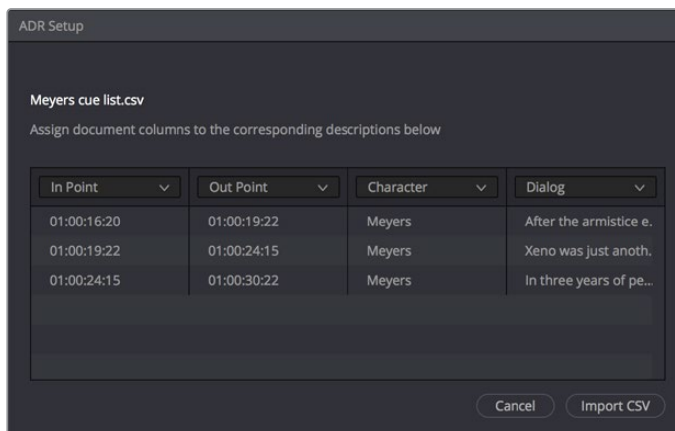 ADR Setup
Meyers cue list.csv
Assign document columns to the corresponding descriptions below
In Point Out Point Character Dialog
01:00:16:20 01:00:19:22 Meyers After the armistice e.
01:00:19:22 01:00:24:15 Meyers Xeno was just anoth.
01:00:24:15 01:00:30:22 Meyers In three years of pe...
Cancel Import CSV